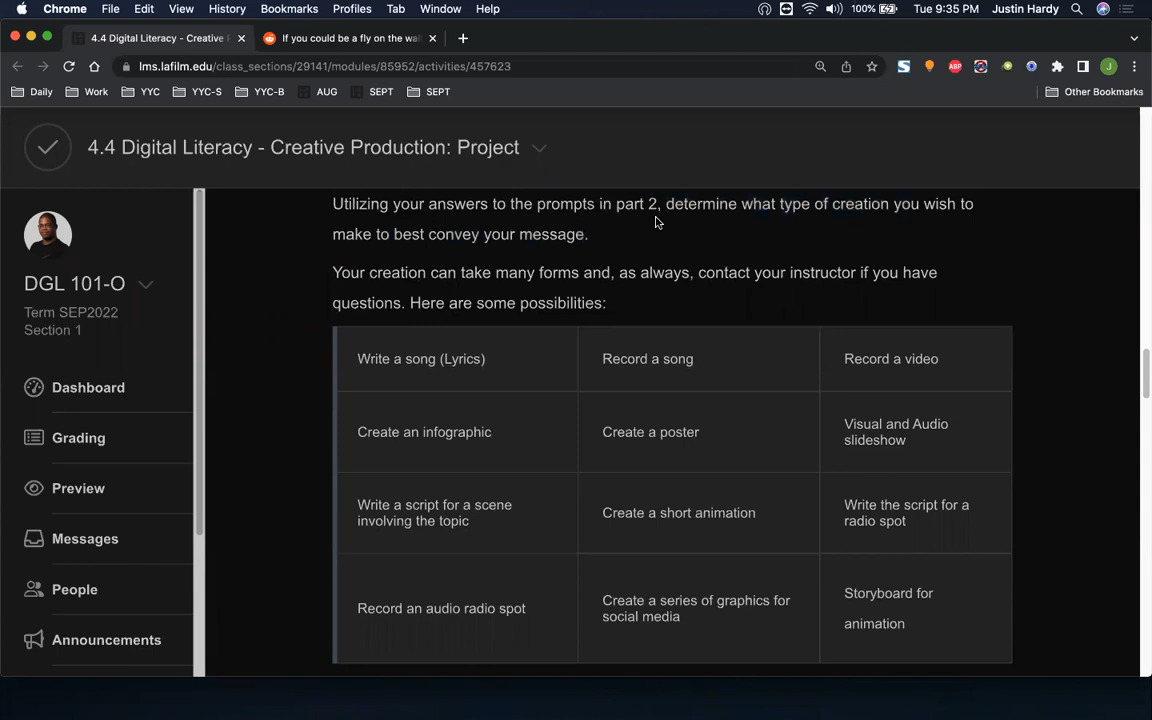 Chrome File Edit View History Bookmarks Profiles Tab Window Help 100% Tue 9:35 PM Justin Hardy
4.4 Digital Literacy - Creative P If you could be a fly on the wal
lms.lafilm.edu/class_sections/29141/modules/85952/activities/457623 ABP J
Daily Work YYC YYC-S YYC-B AUG SEPT SEPT Other Bookmarks
4.4 Digital Literacy - Creative Production: Project
DGL 101-O
Term SEP2022
Section 1
Dashboard
Grading
Preview
Messages
People
Announcements
Utilizing your answers to the prompts in part 2, determine what type of creation you wish to
make to best convey your message.
Your creation can take many forms and, as always, contact your instructor if you have
questions. Here are some possibilities:
Write a song (Lyrics) Record a song Record a video
Create an infographic Create a poster Visual and Audio
slideshow
Write a script for a scene
involving the topic
Create a short animation
Write the script for a
radio spot
Record an audio radio spot
Create a series of graphics for
social media
Storyboard for
animation